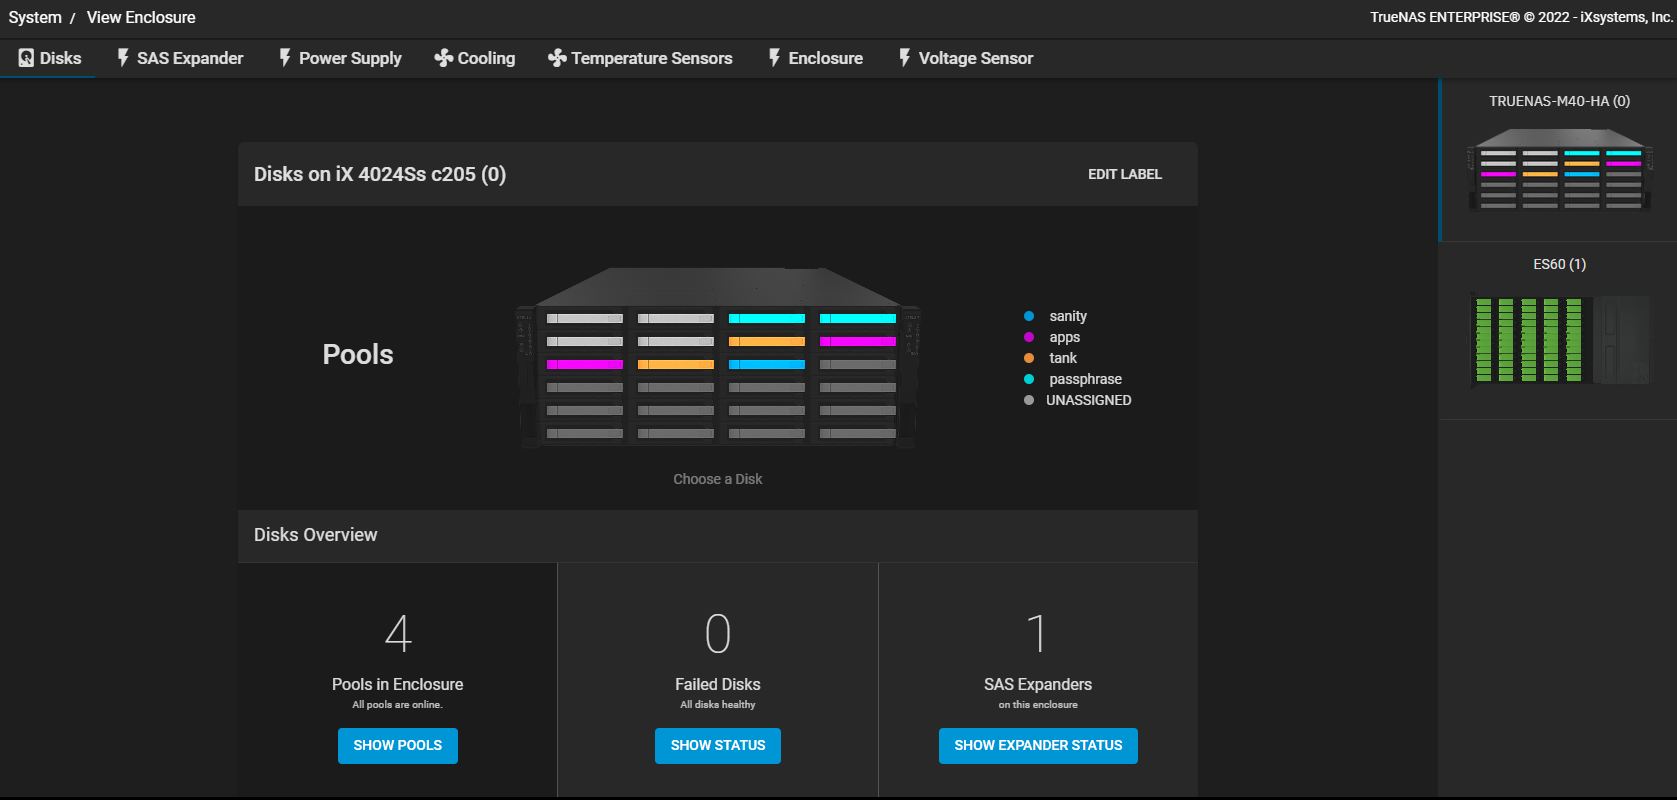 System / View Enclosure
TrueNAS ENTERPRISE® © 2022 - iXsystems, Inc.
Disks
SAS Expander
Power Supply
Cooling
Temperature Sensors
Enclosure
Voltage Sensor
TRUENAS-M40-HA (0)
ES60 (1)
Disks on iX 4024Ss c205 (0)
EDIT LABEL
Pools
sanity
apps
tank
passphrase
UNASSIGNED
Choose a Disk
Disks Overview
4
Pools in Enclosure
All pools are online.
SHOW POOLS
0
Failed Disks
All disks healthy
SHOW STATUS
1
SAS Expanders
on this enclosure
SHOW EXPANDER STATUS